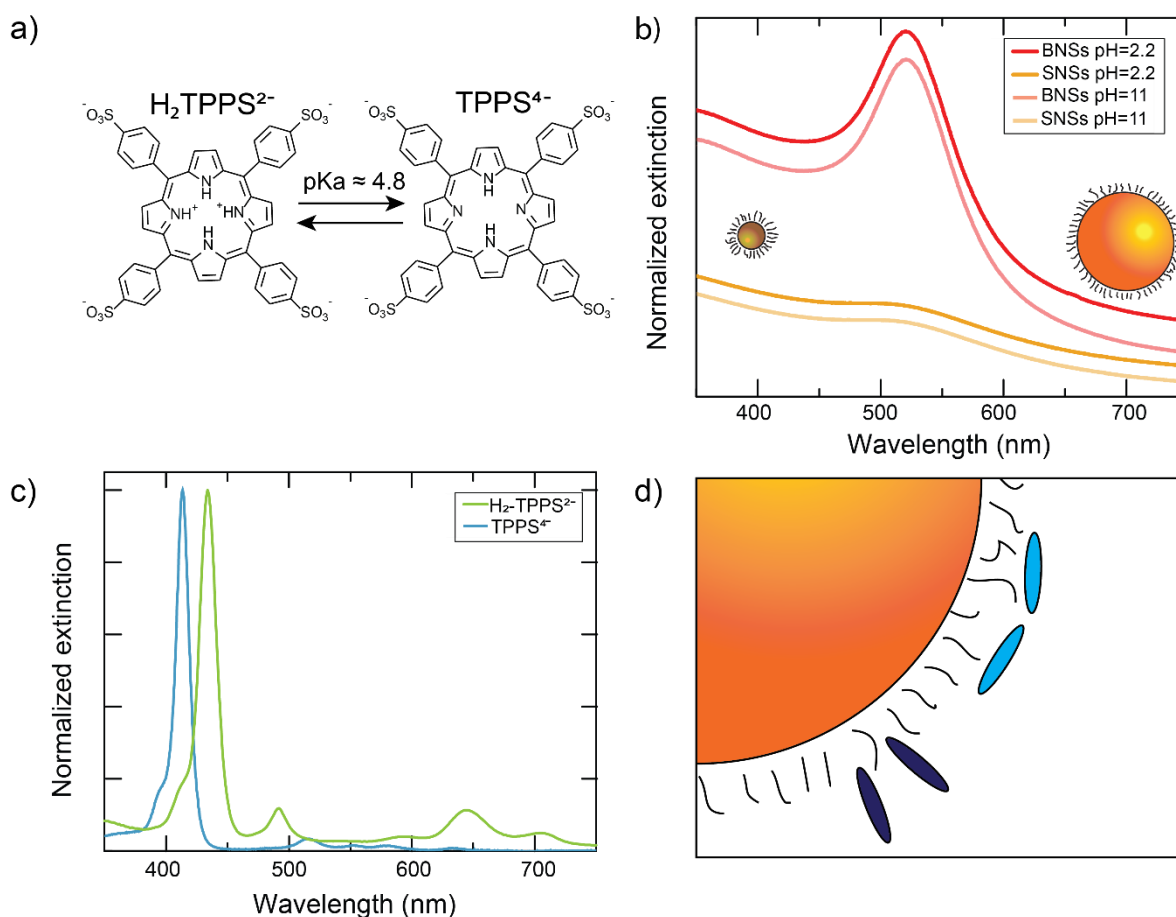 a)
H₂TPPS²⁻
TPPS⁴⁻
⁻O₃S
SO₃⁻
⁻O₃S
SO₃⁻
H
N
NH⁺
⁺HN
N
H
pKa ≈ 4.8
N
H
N
N
H
N
⁻O₃S
SO₃⁻
⁻O₃S
SO₃⁻
b)
BNSs pH=2.2
SNSs pH=2.2
BNSs pH=11
SNSs pH=11
Normalized extinction
400
500
600
700
Wavelength (nm)
c)
H₂-TPPS²⁻
TPPS⁴⁻
Normalized extinction
400
500
600
700
Wavelength (nm)
d)